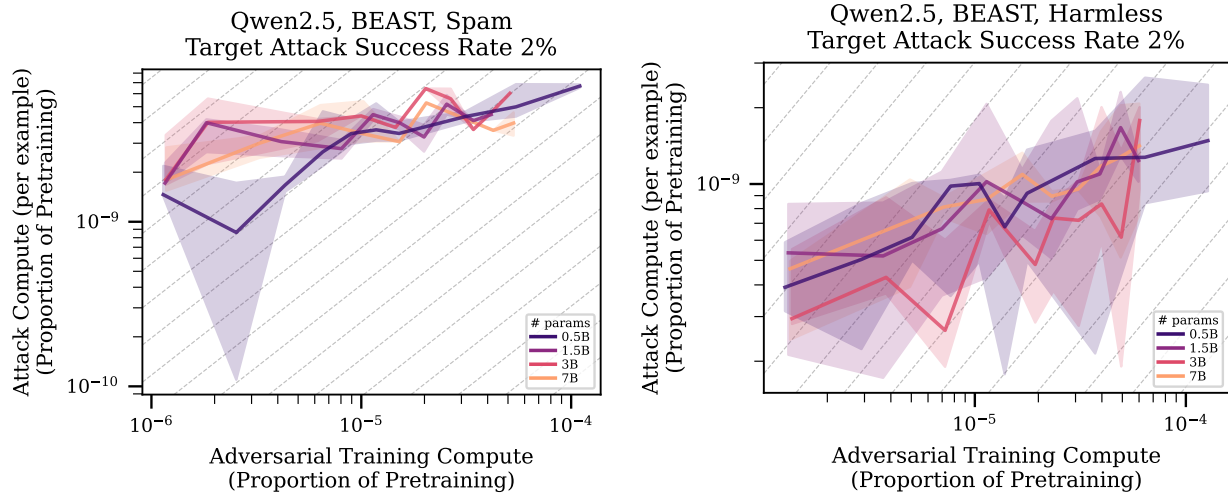 Qwen2.5, BEAST, Spam
Target Attack Success Rate 2%
Attack Compute (per example)
(Proportion of Pretraining)
10⁻⁹
10⁻¹⁰
# params
0.5B
1.5B
3B
7B
10⁻⁶
10⁻⁵
10⁻⁴
Adversarial Training Compute
(Proportion of Pretraining)
Qwen2.5, BEAST, Harmless
Target Attack Success Rate 2%
Attack Compute (per example)
(Proportion of Pretraining)
10⁻⁹
# params
0.5B
1.5B
3B
7B
10⁻⁵
10⁻⁴
Adversarial Training Compute
(Proportion of Pretraining)